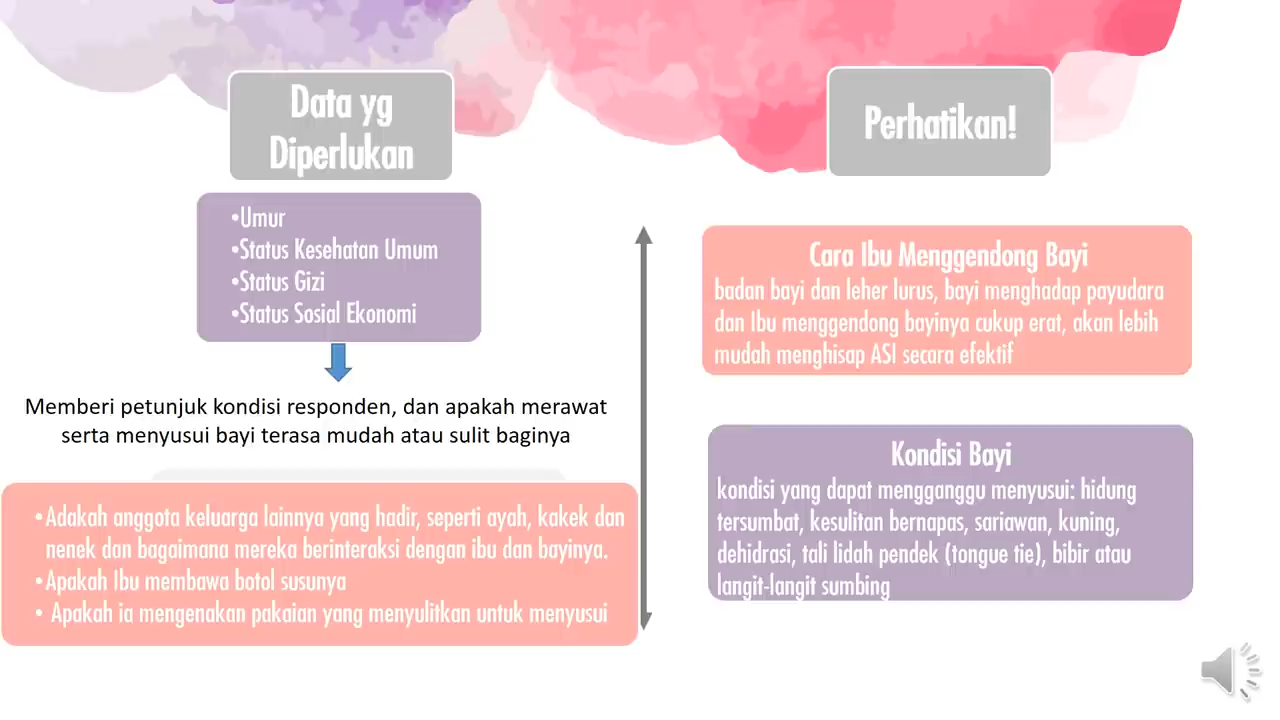 Data yg
Diperlukan
•Umur
•Status Kesehatan Umum
•Status Gizi
•Status Sosial Ekonomi
Memberi petunjuk kondisi responden, dan apakah merawat
serta menyusui bayi terasa mudah atau sulit baginya
•Adakah anggota keluarga lainnya yang hadir, seperti ayah, kakek dan
nenek dan bagaimana mereka berinteraksi dengan ibu dan bayinya.
•Apakah Ibu membawa botol susunya
• Apakah ia mengenakan pakaian yang menyulitkan untuk menyusui
Perhatikan!
Cara Ibu Menggendong Bayi
badan bayi dan leher lurus, bayi menghadap payudara
dan Ibu menggendong bayinya cukup erat, akan lebih
mudah menghisap ASI secara efektif
Kondisi Bayi
kondisi yang dapat mengganggu menyusui: hidung
tersumbat, kesulitan bernapas, sariawan, kuning,
dehidrasi, tali lidah pendek (tongue tie), bibir atau
langit-langit sumbing